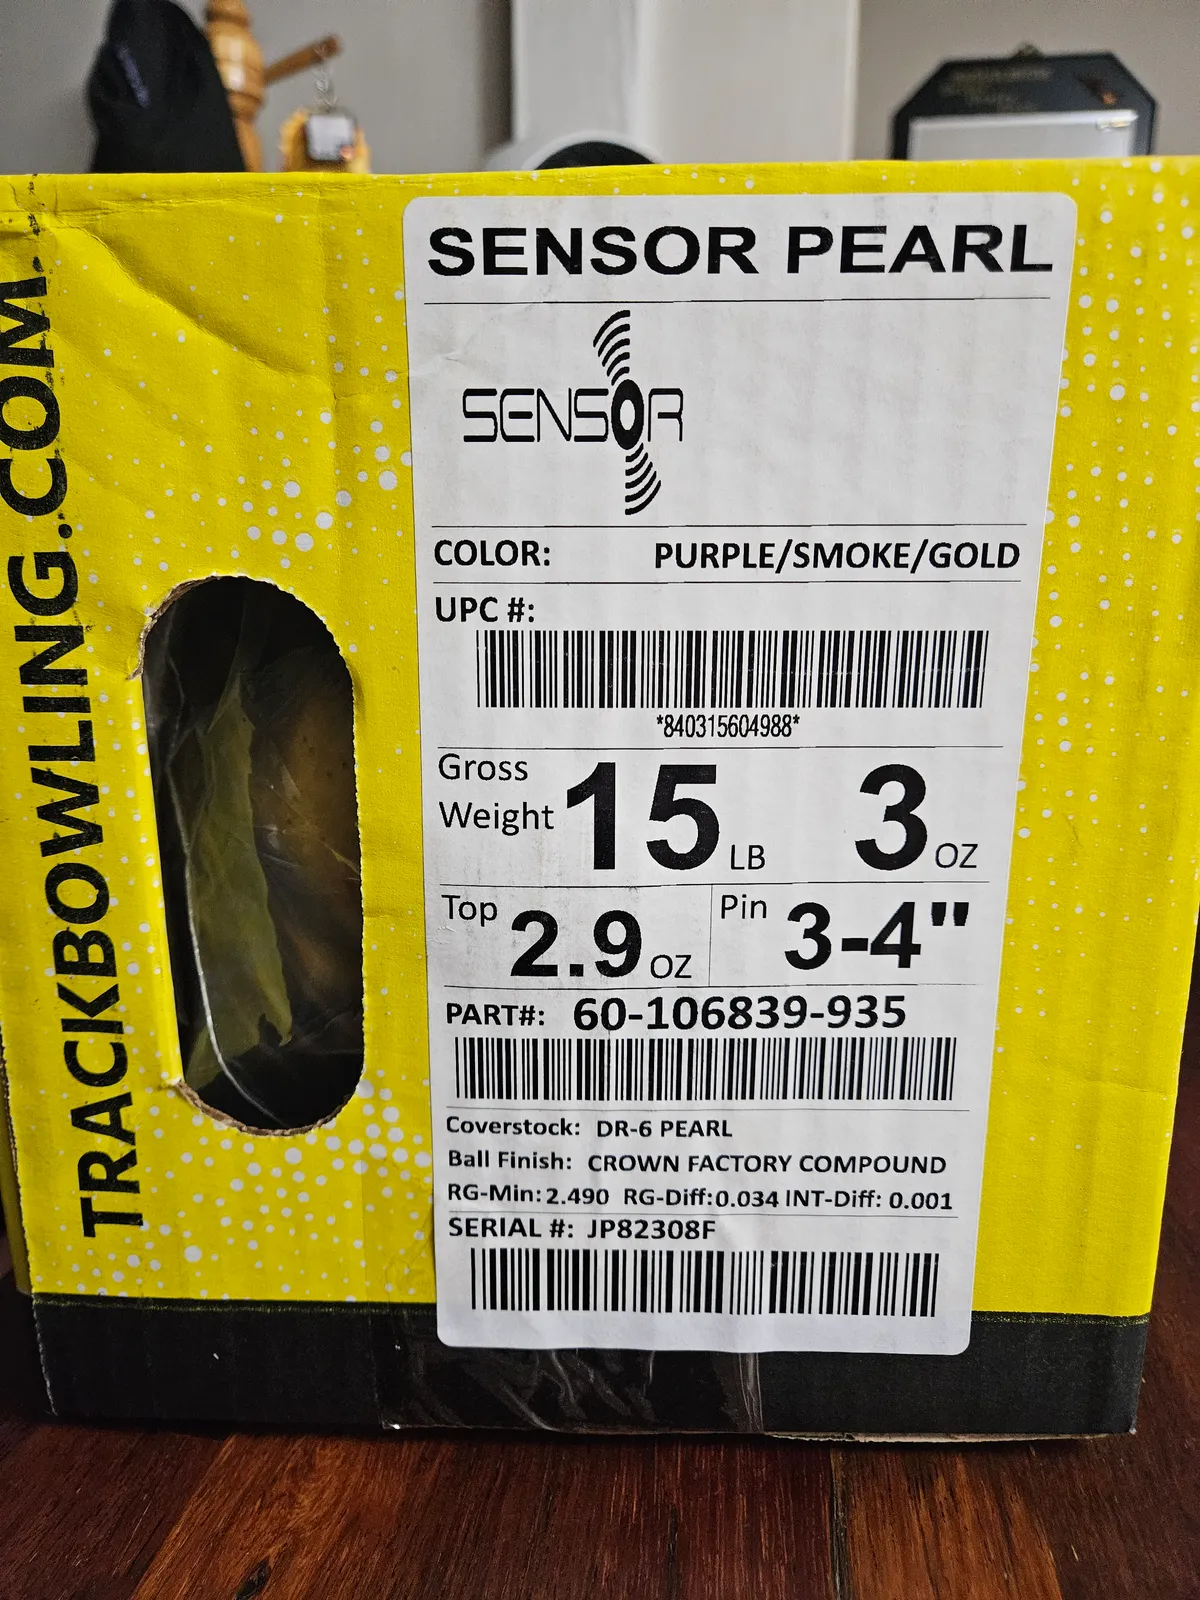 TRACKBOWLING.COM
SENSOR PEARL
SENSOR
COLOR: PURPLE/SMOKE/GOLD
UPC #:
*840315604988*
Gross Weight 15 LB 3 OZ
Top 2.9 OZ Pin 3-4"
PART#: 60-106839-935
Coverstock: DR-6 PEARL
Ball Finish: CROWN FACTORY COMPOUND
RG-Min: 2.490 RG-Diff: 0.034 INT-Diff: 0.001
SERIAL #: JP82308F